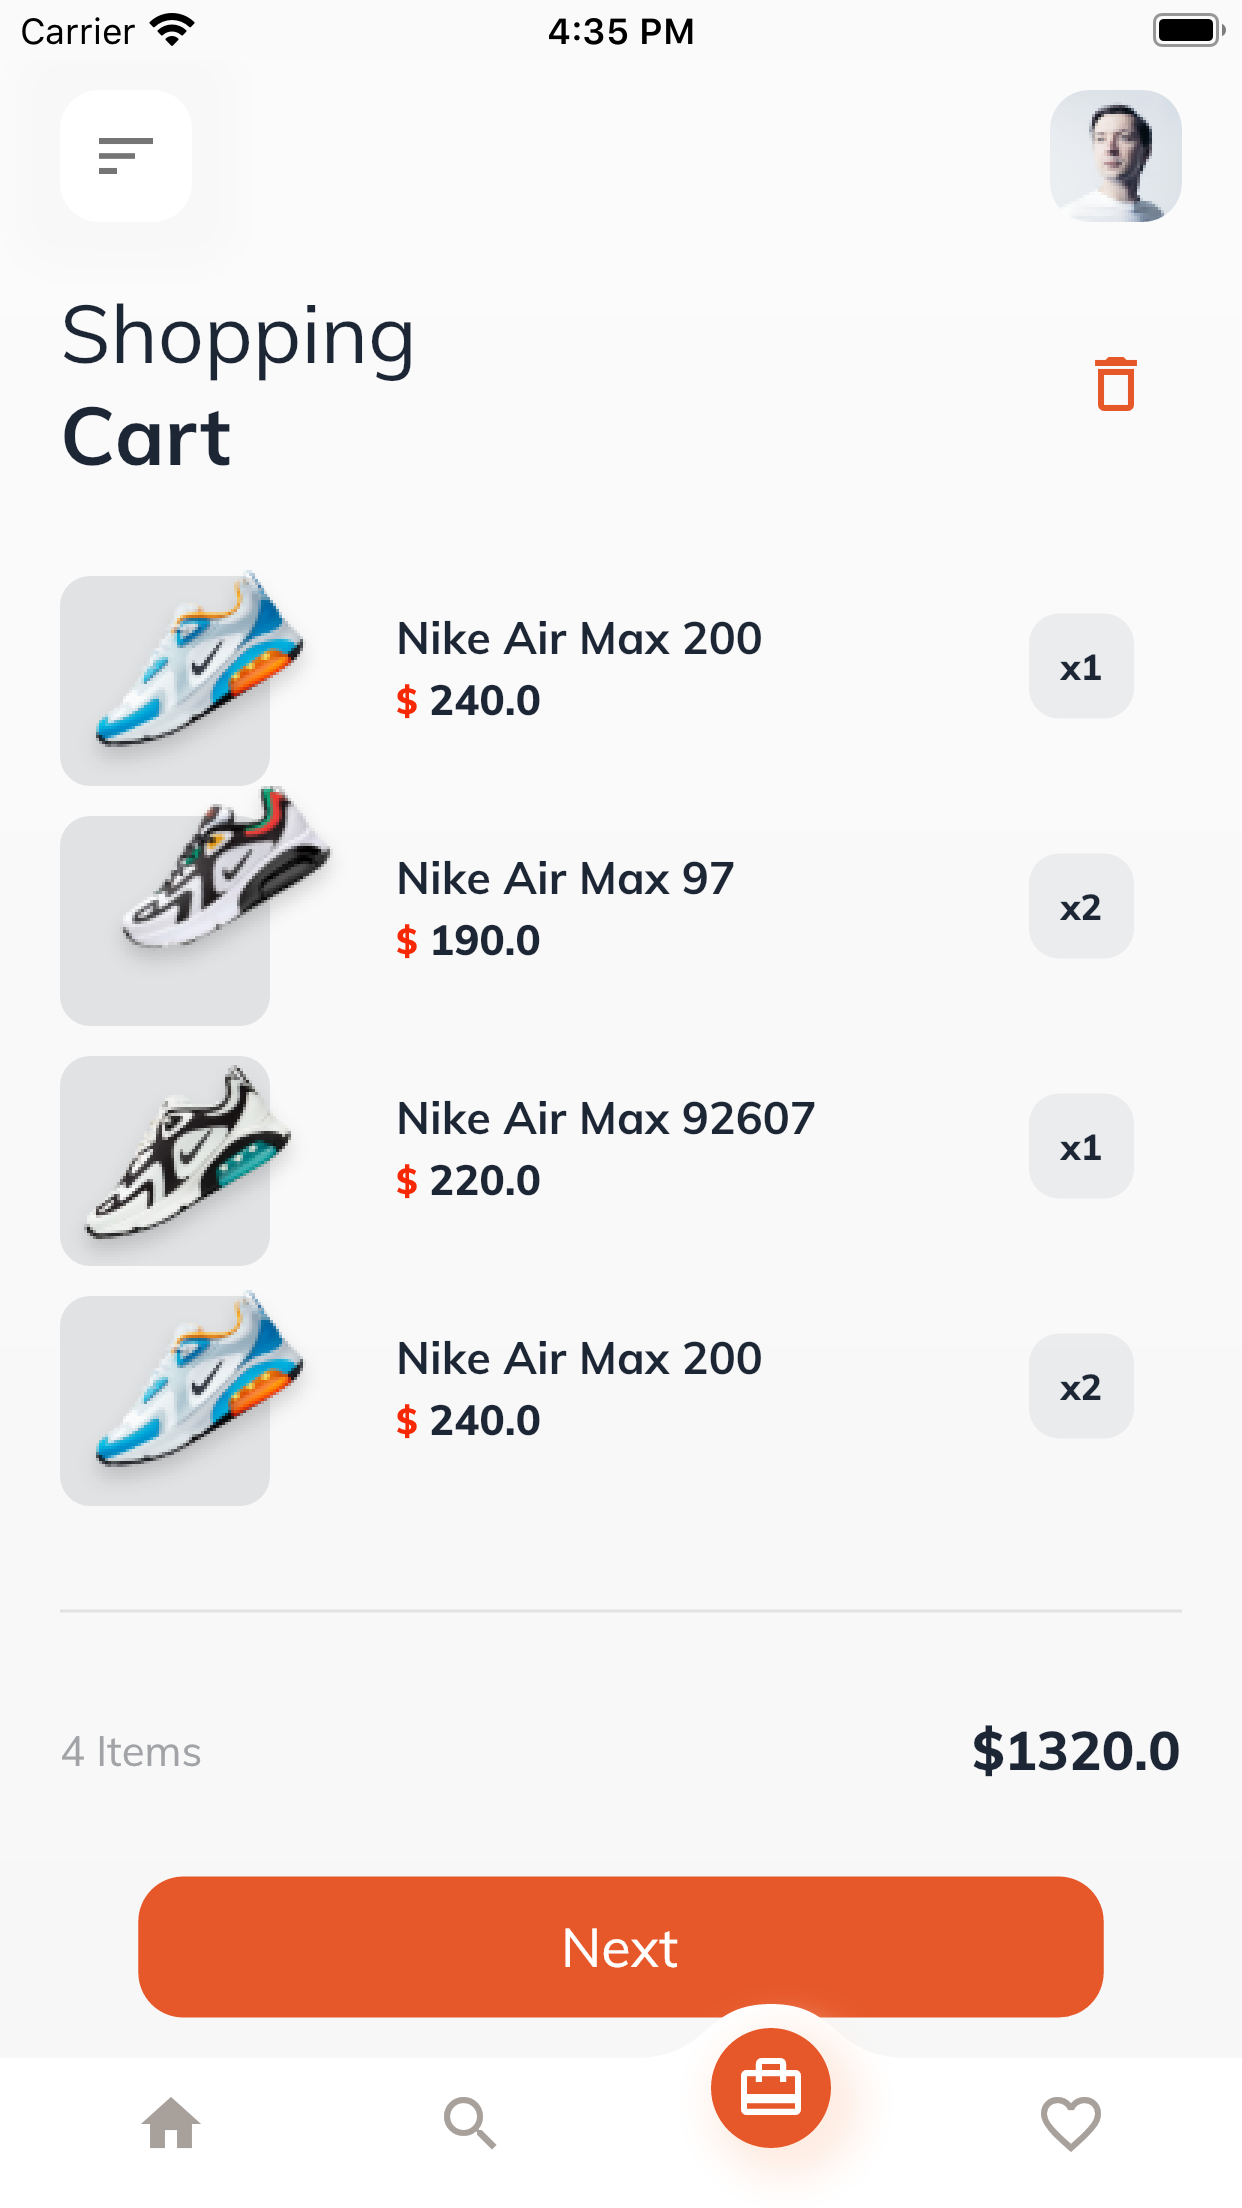 Carrier 4:35 PM
Shopping
Cart
Nike Air Max 200
$ 240.0
x1
Nike Air Max 97
$ 190.0
x2
Nike Air Max 92607
$ 220.0
x1
Nike Air Max 200
$ 240.0
x2
4 Items $1320.0
Next